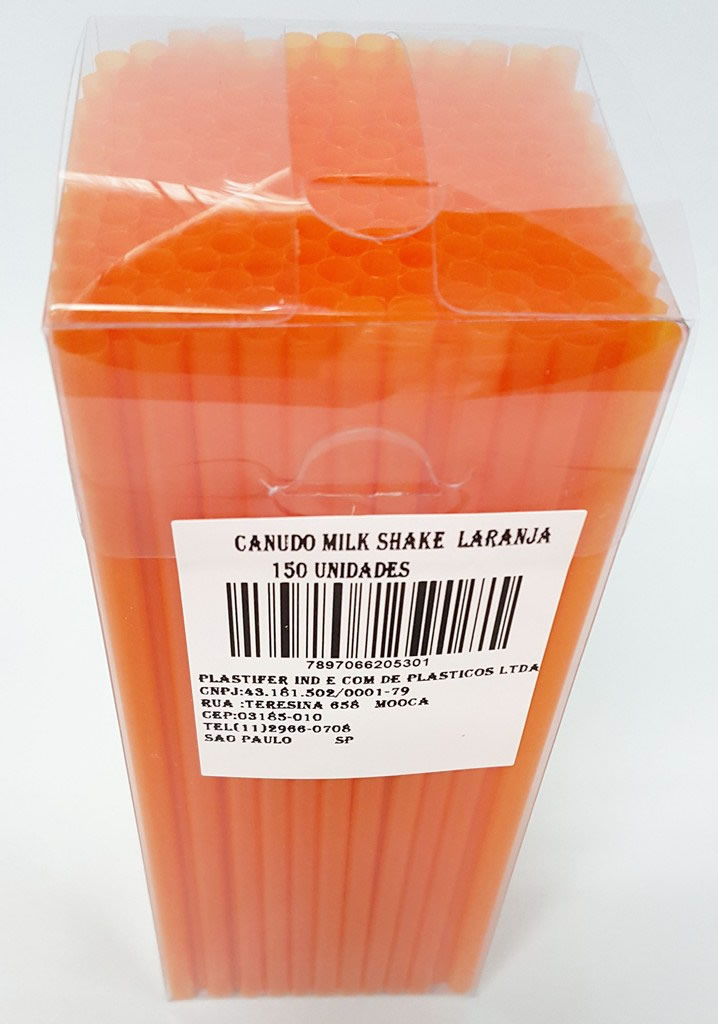 CANUDO MILK SHAKE LARANJA
150 UNIDADES
7897066205301
PLASTIFER IND E COM DE PLASTICOS LTDA
CNPJ:43.181.502/0001-79
RUA :TERESINA 658 MOOCA
CEP:03185-010
TEL(11)2966-0708
SAO PAULO SP